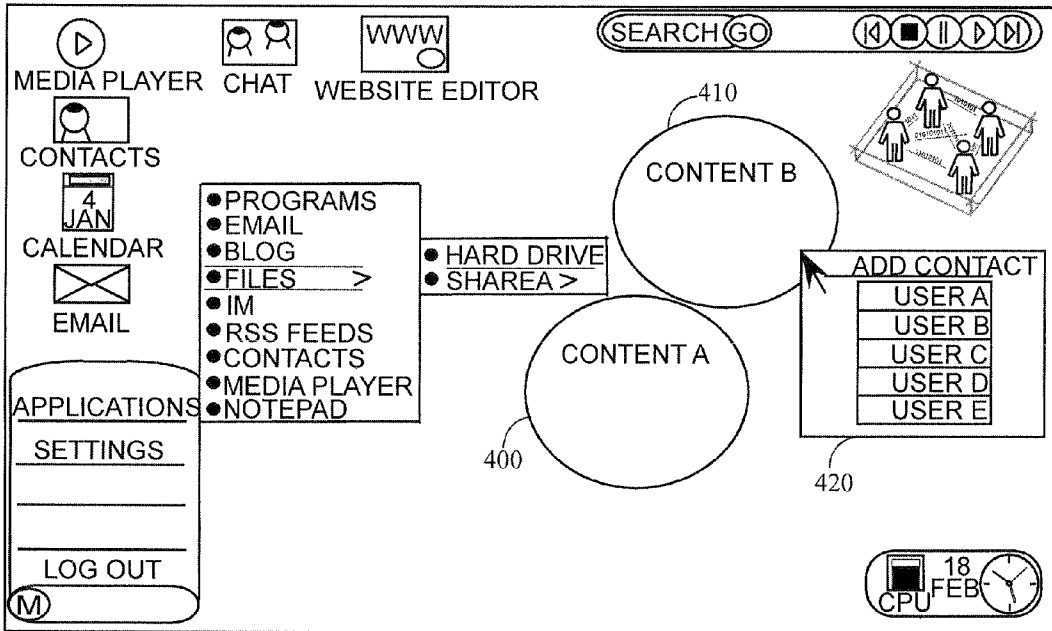 SEARCH GO
MEDIA PLAYER
CHAT
WWW
WEBSITE EDITOR
CONTACTS
4
JAN
CALENDAR
EMAIL
410
CONTENT B
PROGRAMS
EMAIL
BLOG
FILES >
IM
RSS FEEDS
CONTACTS
MEDIA PLAYER
NOTEPAD
HARD DRIVE
SHAREA >
CONTENT A
400
ADD CONTACT
USER A
USER B
USER C
USER D
USER E
420
APPLICATIONS
SETTINGS
LOG OUT
M
CPU
18
FEB